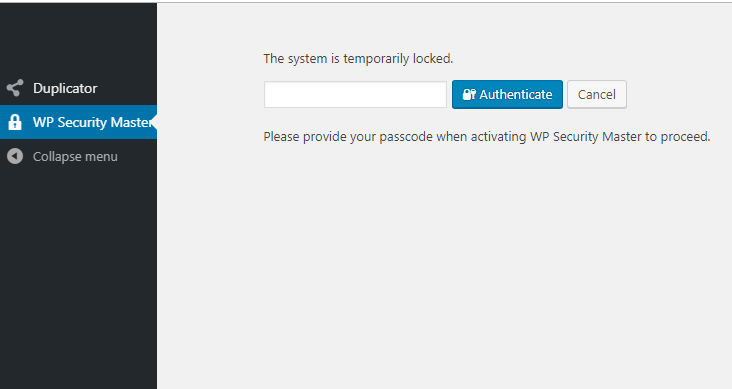 The system is temporarily locked.
Duplicator
Authenticate
Cancel
WP Security Master
Please provide your passcode when activating WP Security Master to proceed.
Collapse menu